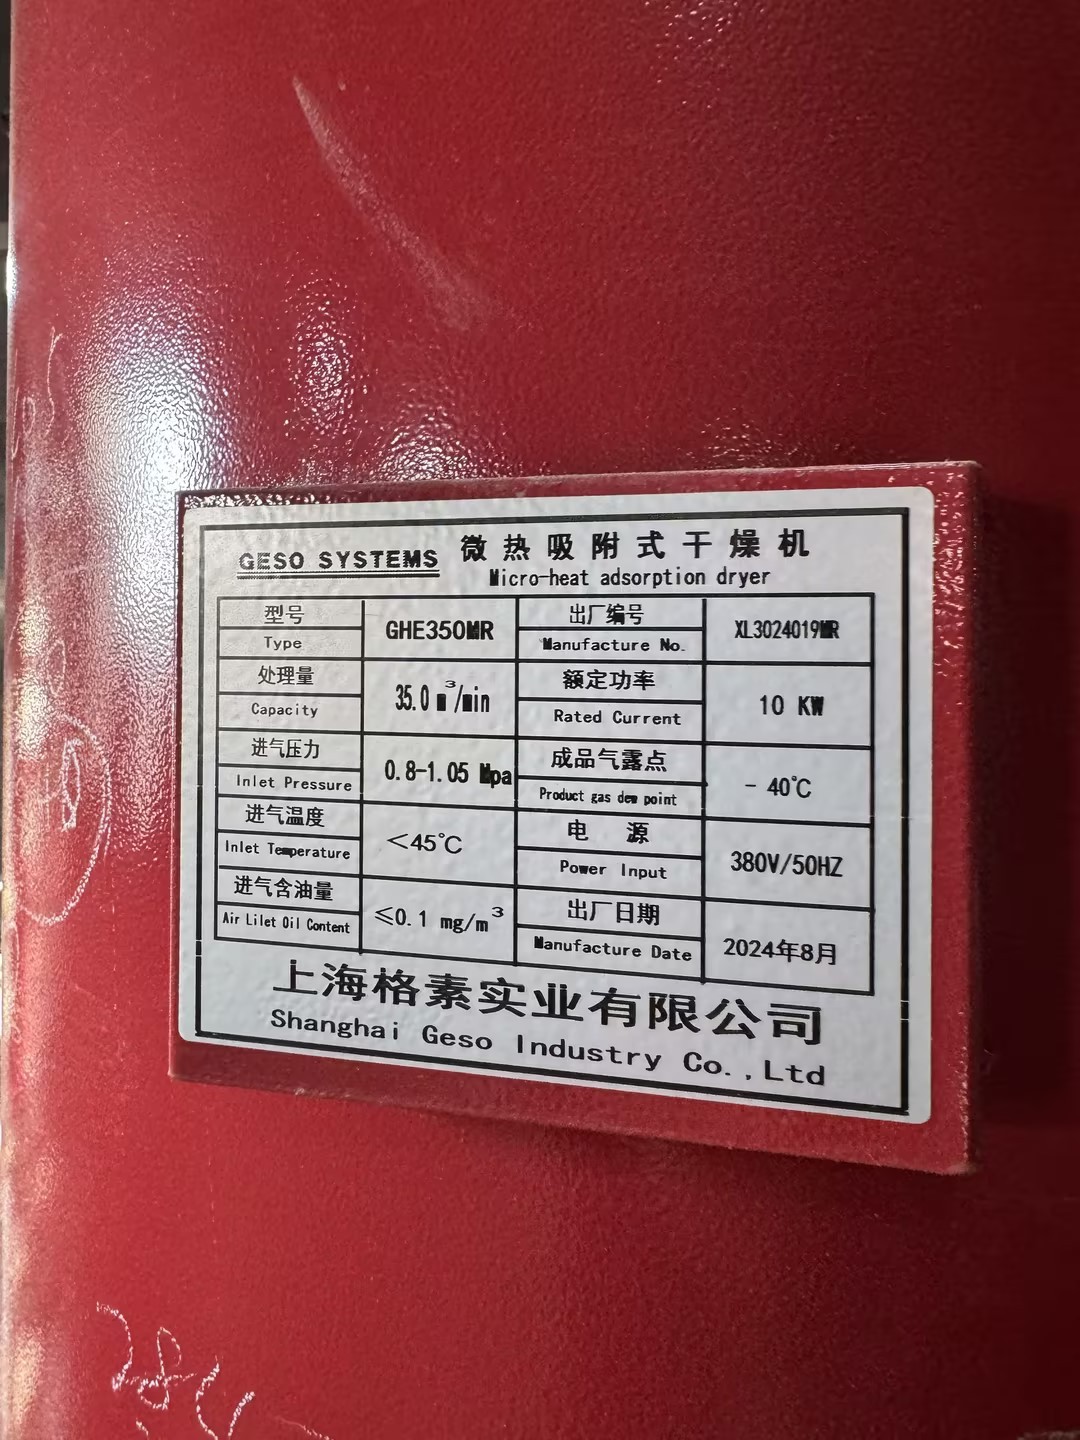 GESO SYSTEMS 微热吸附式干燥机
Micro-heat adsorption dryer
型号 Type GHE350MR 出厂编号 Manufacture No. XL3024019MR
处理量 Capacity 35.0 m³/min 额定功率 Rated Current 10 KW
进气压力 Inlet Pressure 0.8-1.05 Mpa 成品气露点 Product gas dew point - 40℃
进气温度 Inlet Temperature <45℃ 电 源 Power Input 380V/50HZ
进气含油量 Air Lilet Oil Content ≤0.1 mg/m³ 出厂日期 Manufacture Date 2024年8月
上海格素实业有限公司
Shanghai Geso Industry Co.,Ltd